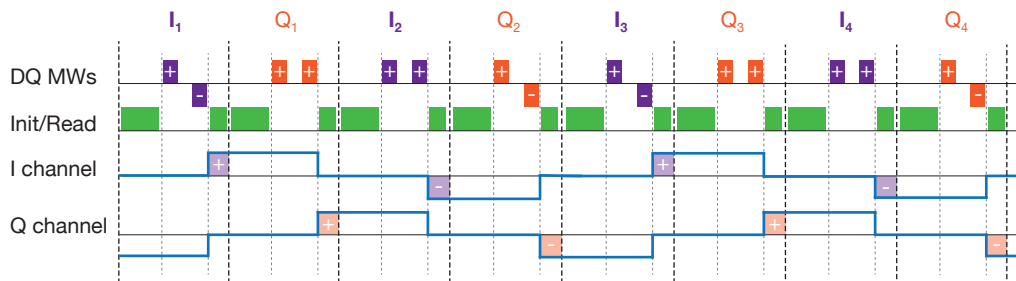 I1 Q1 I2 Q2 I3 Q3 I4 Q4
DQ MWs + - + + + + + - + - + + + + + -
Init/Read
I channel + - + -
Q channel + - + -